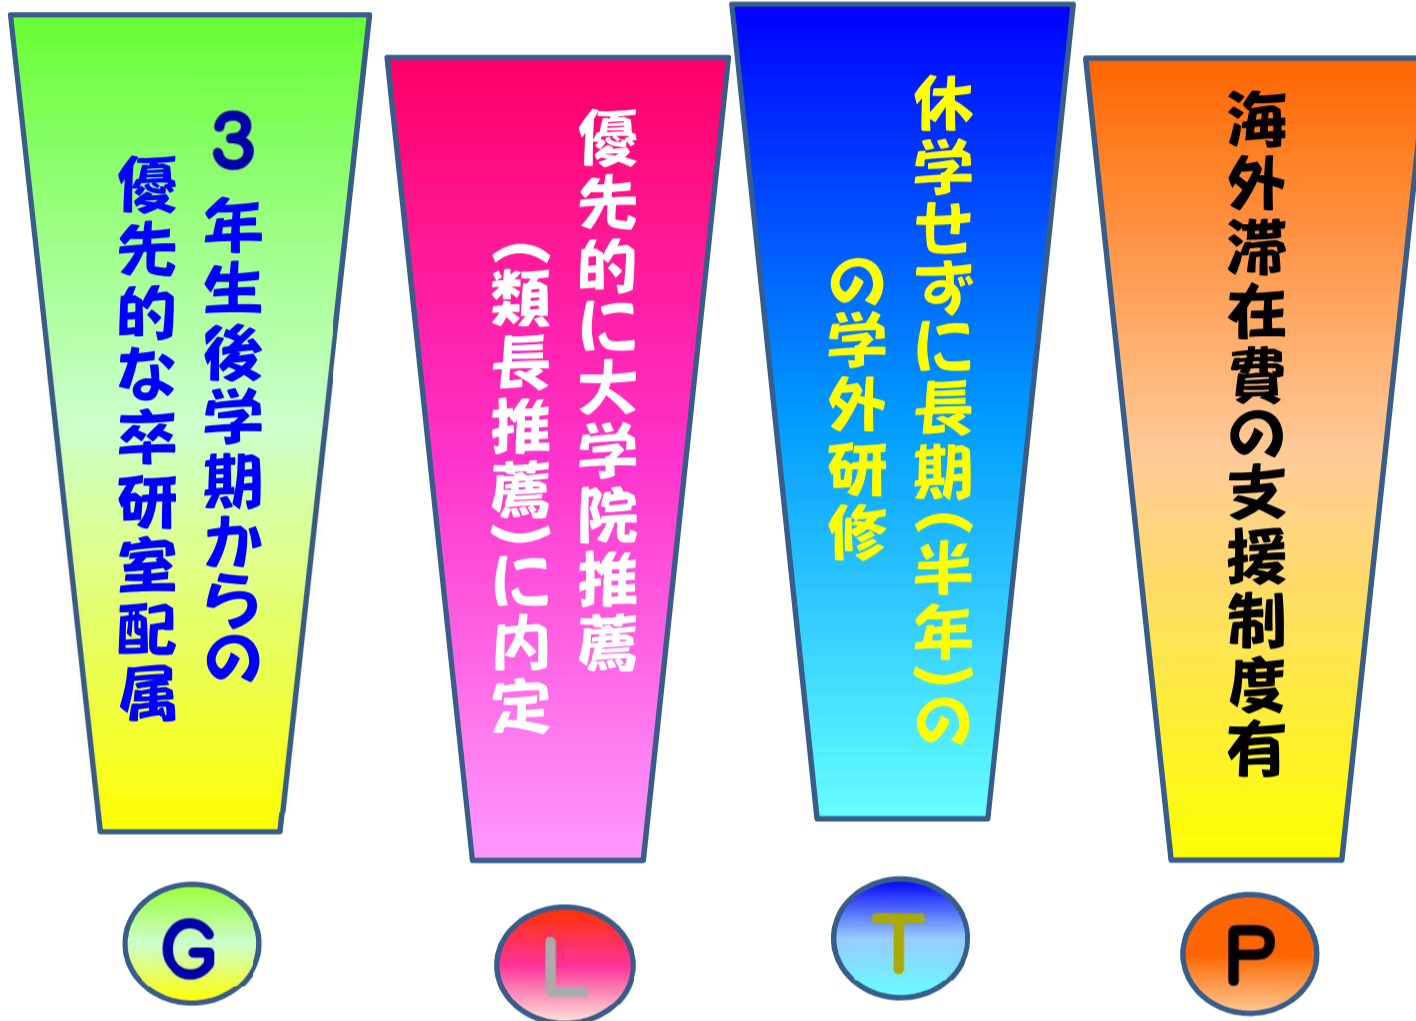 3年生後学期からの
優先的な卒研室配属
G
優先的に大学院推薦
(類長推薦)に内定
L
休学せずに長期(半年)の
の学外研修
T
海外滞在費の支援制度有
P